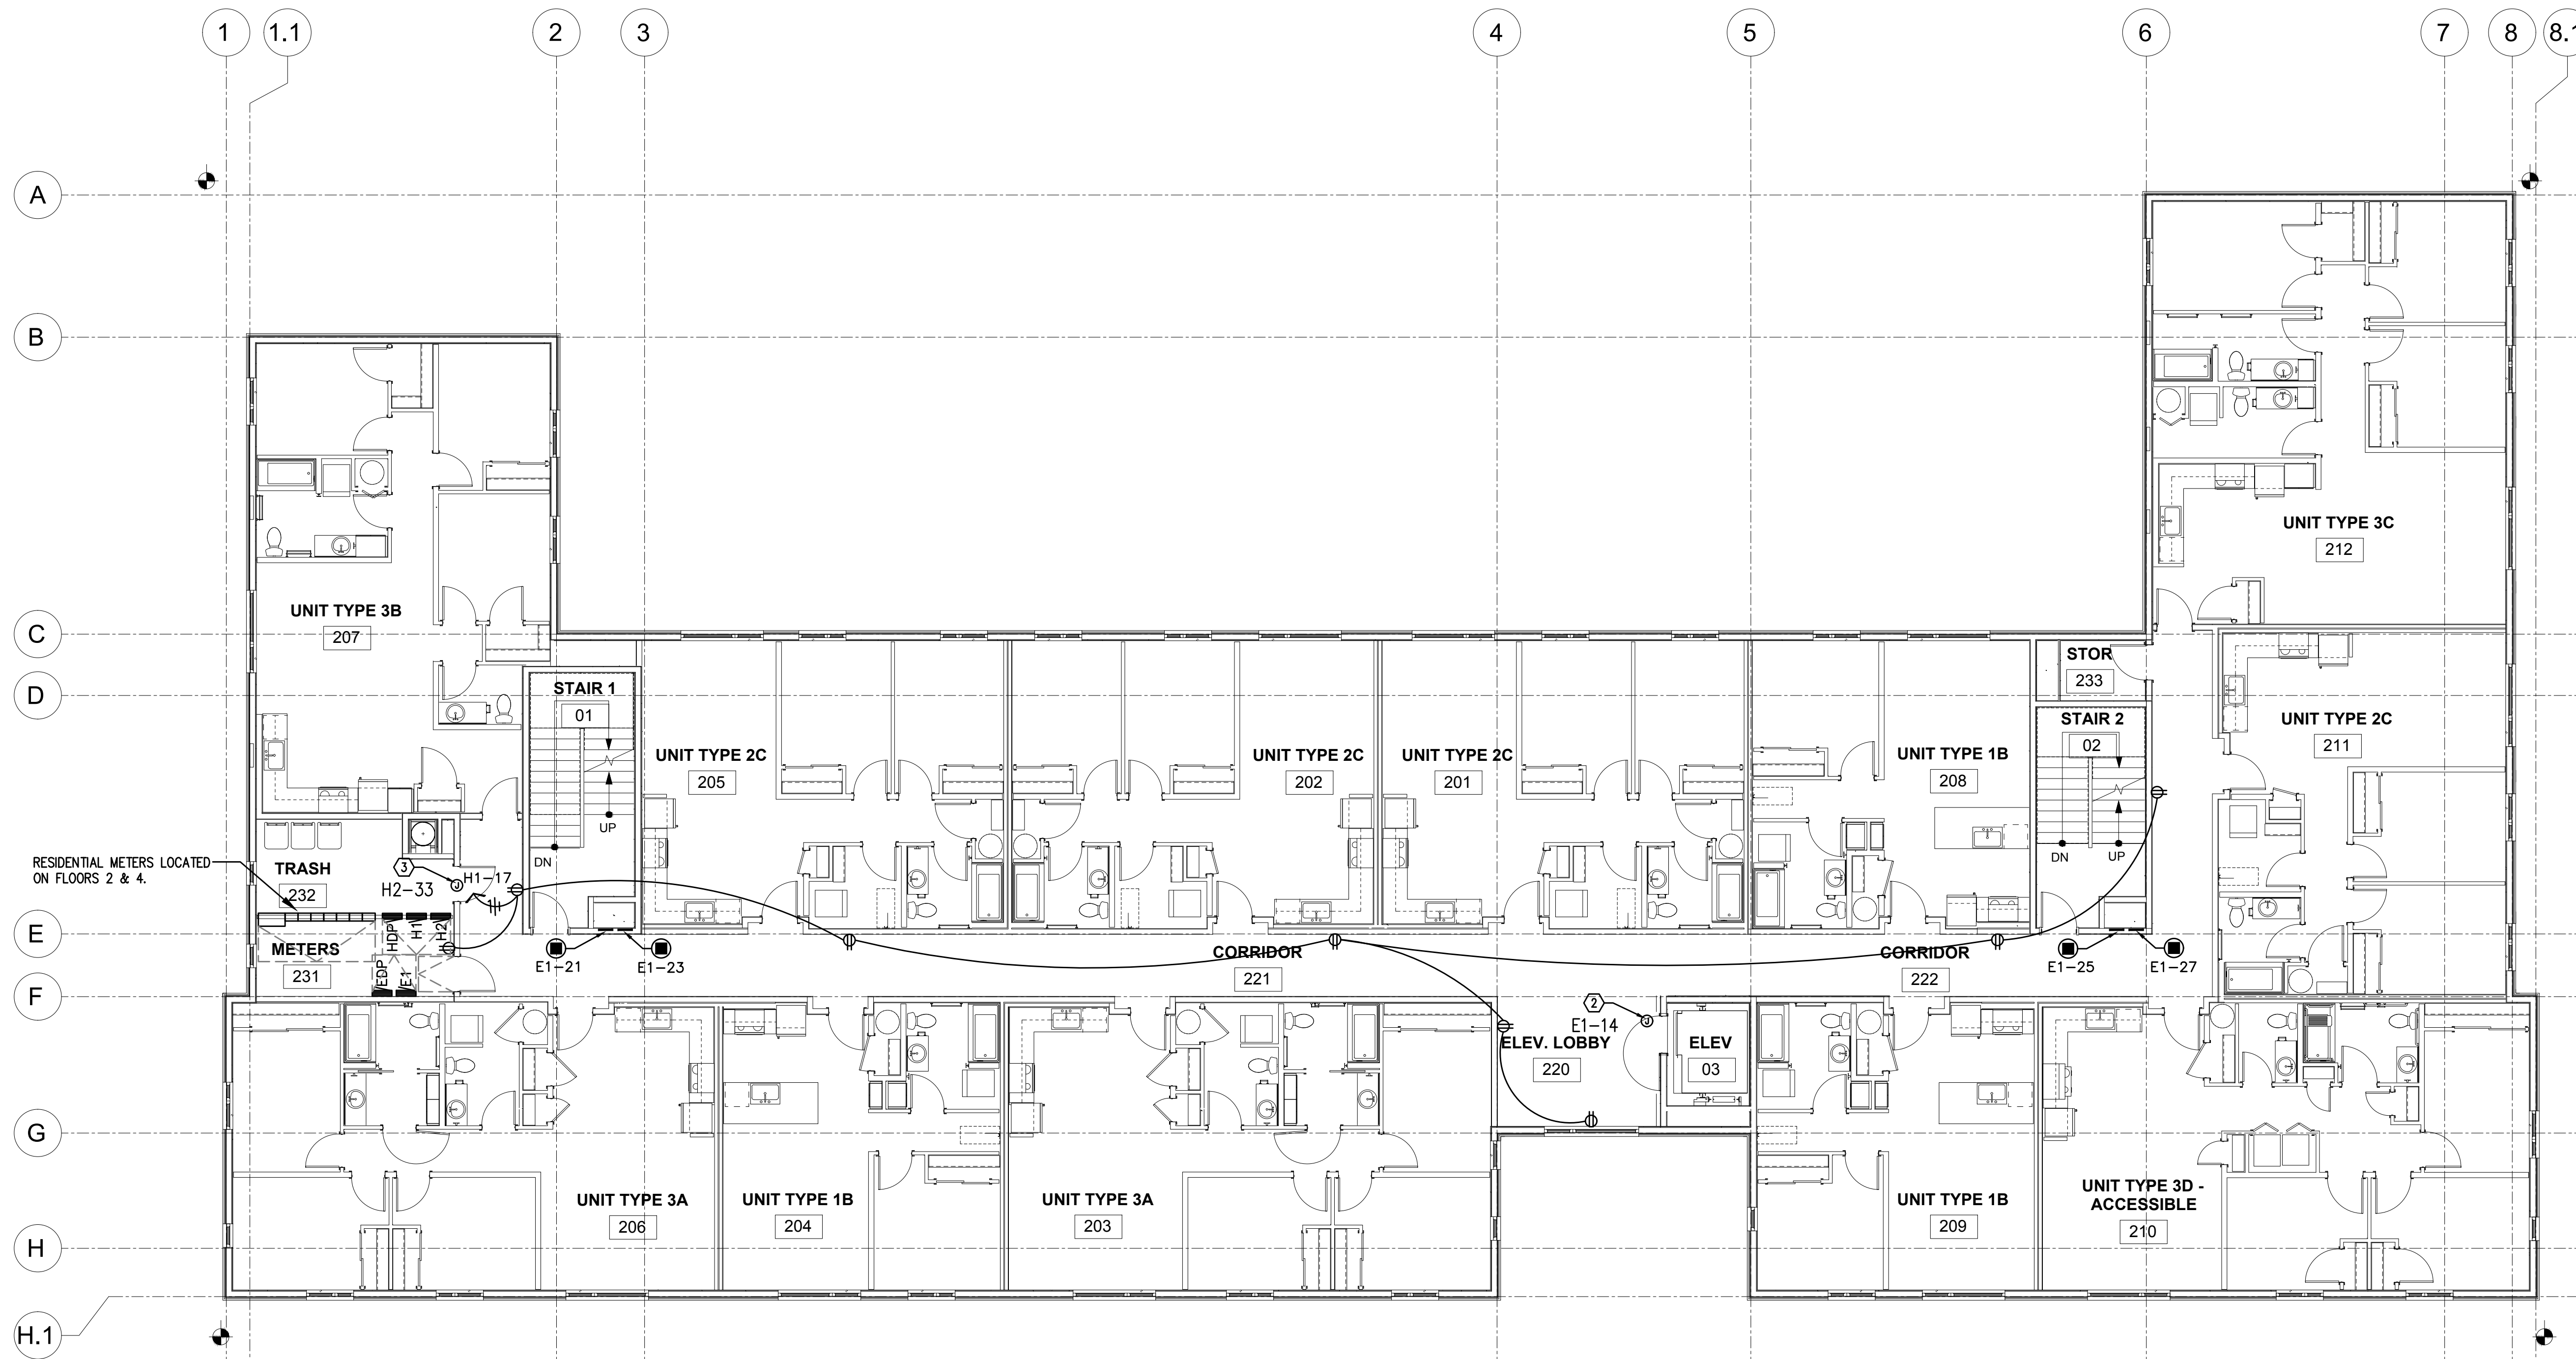 1
1.1
2
3
4
5
6
7
8
A
B
C
D
E
F
G
H
H.1
UNIT TYPE 3C
212
UNIT TYPE 3B
207
STOR
233
STAIR 1
01
STAIR 2
02
UNIT TYPE 2C
211
UNIT TYPE 2C
205
UNIT TYPE 2C
202
UNIT TYPE 2C
201
UNIT TYPE 1B
208
UP
DN
DN
UP
RESIDENTIAL METERS LOCATED
ON FLOORS 2 & 4.
TRASH
232
3
J
H2-33
H1-17
HDP
H1
H2
METERS
231
EDP
E1
E1-21
E1-23
CORRIDOR
221
CORRIDOR
222
E1-25
E1-27
2
J
E1-14
ELEV. LOBBY
220
ELEV
03
UNIT TYPE 3A
206
UNIT TYPE 1B
204
UNIT TYPE 3A
203
UNIT TYPE 1B
209
UNIT TYPE 3D -
ACCESSIBLE
210